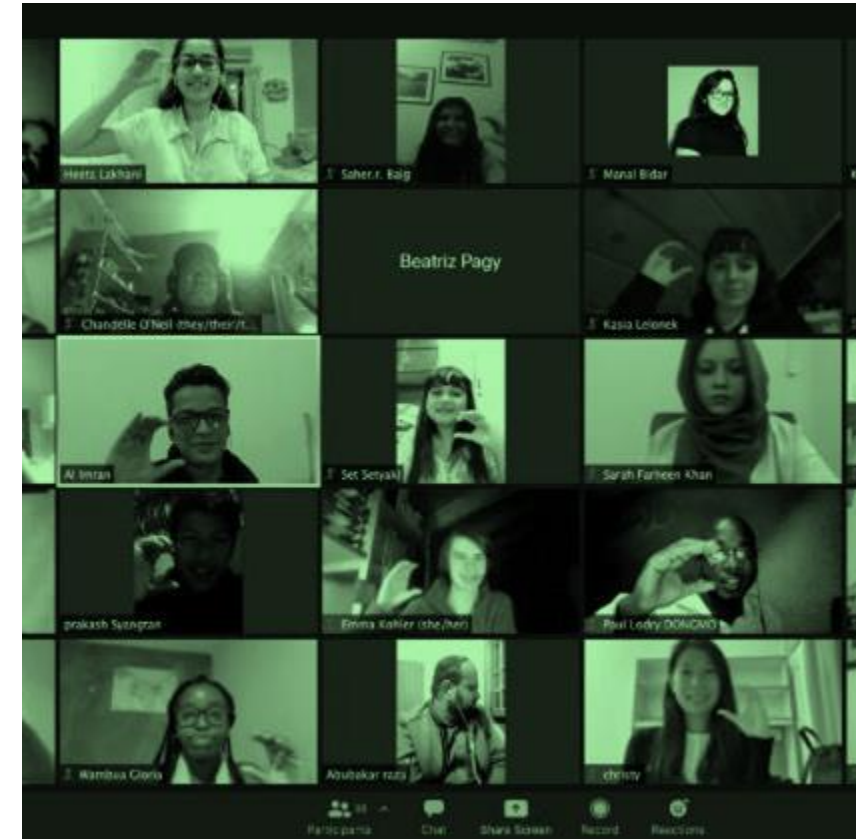 Heeta Lakhani
Saher.r. Baig
Manal Bidar
Chandelle O'Neil (they/their/t...
Beatriz Pagy
Kasia Lelonek
Al Imran
Set Setyaki
Sarah Farheen Khan
prakash Syangtan
Emma Kohler (she/her)
Paul Lodry DONGMO
Wambua Gloria
Abubakar raza
christy
Participants
Chat
Share Screen
Record
Reactions